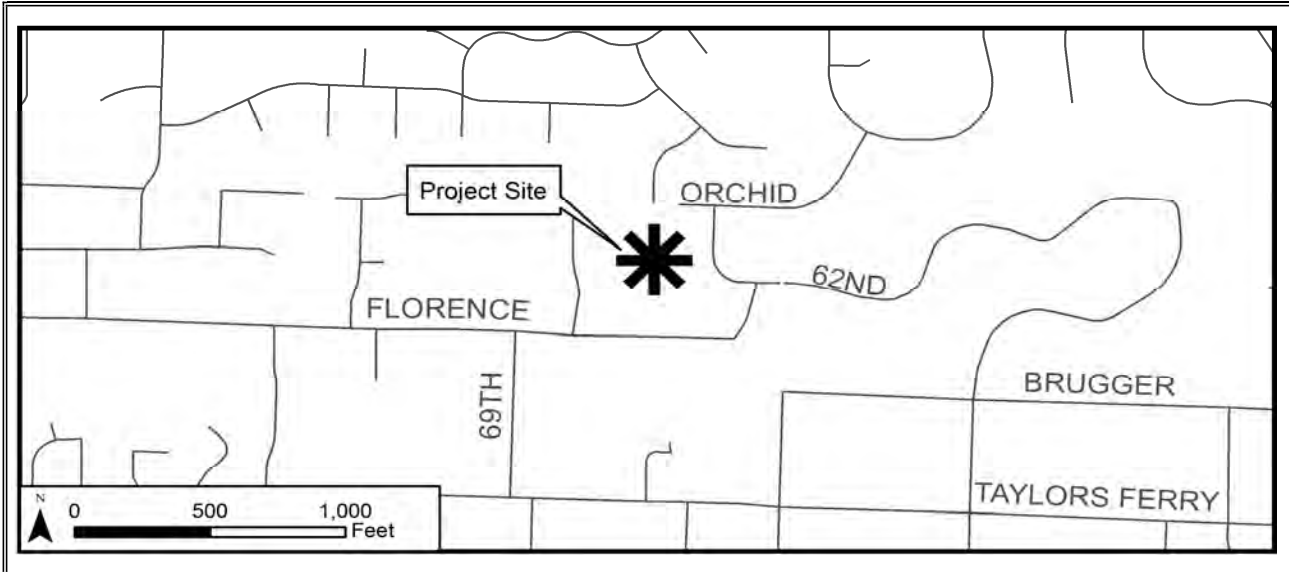 Project Site
ORCHID
62ND
FLORENCE
69TH
BRUGGER
TAYLORS FERRY
N
0 500 1,000
Feet